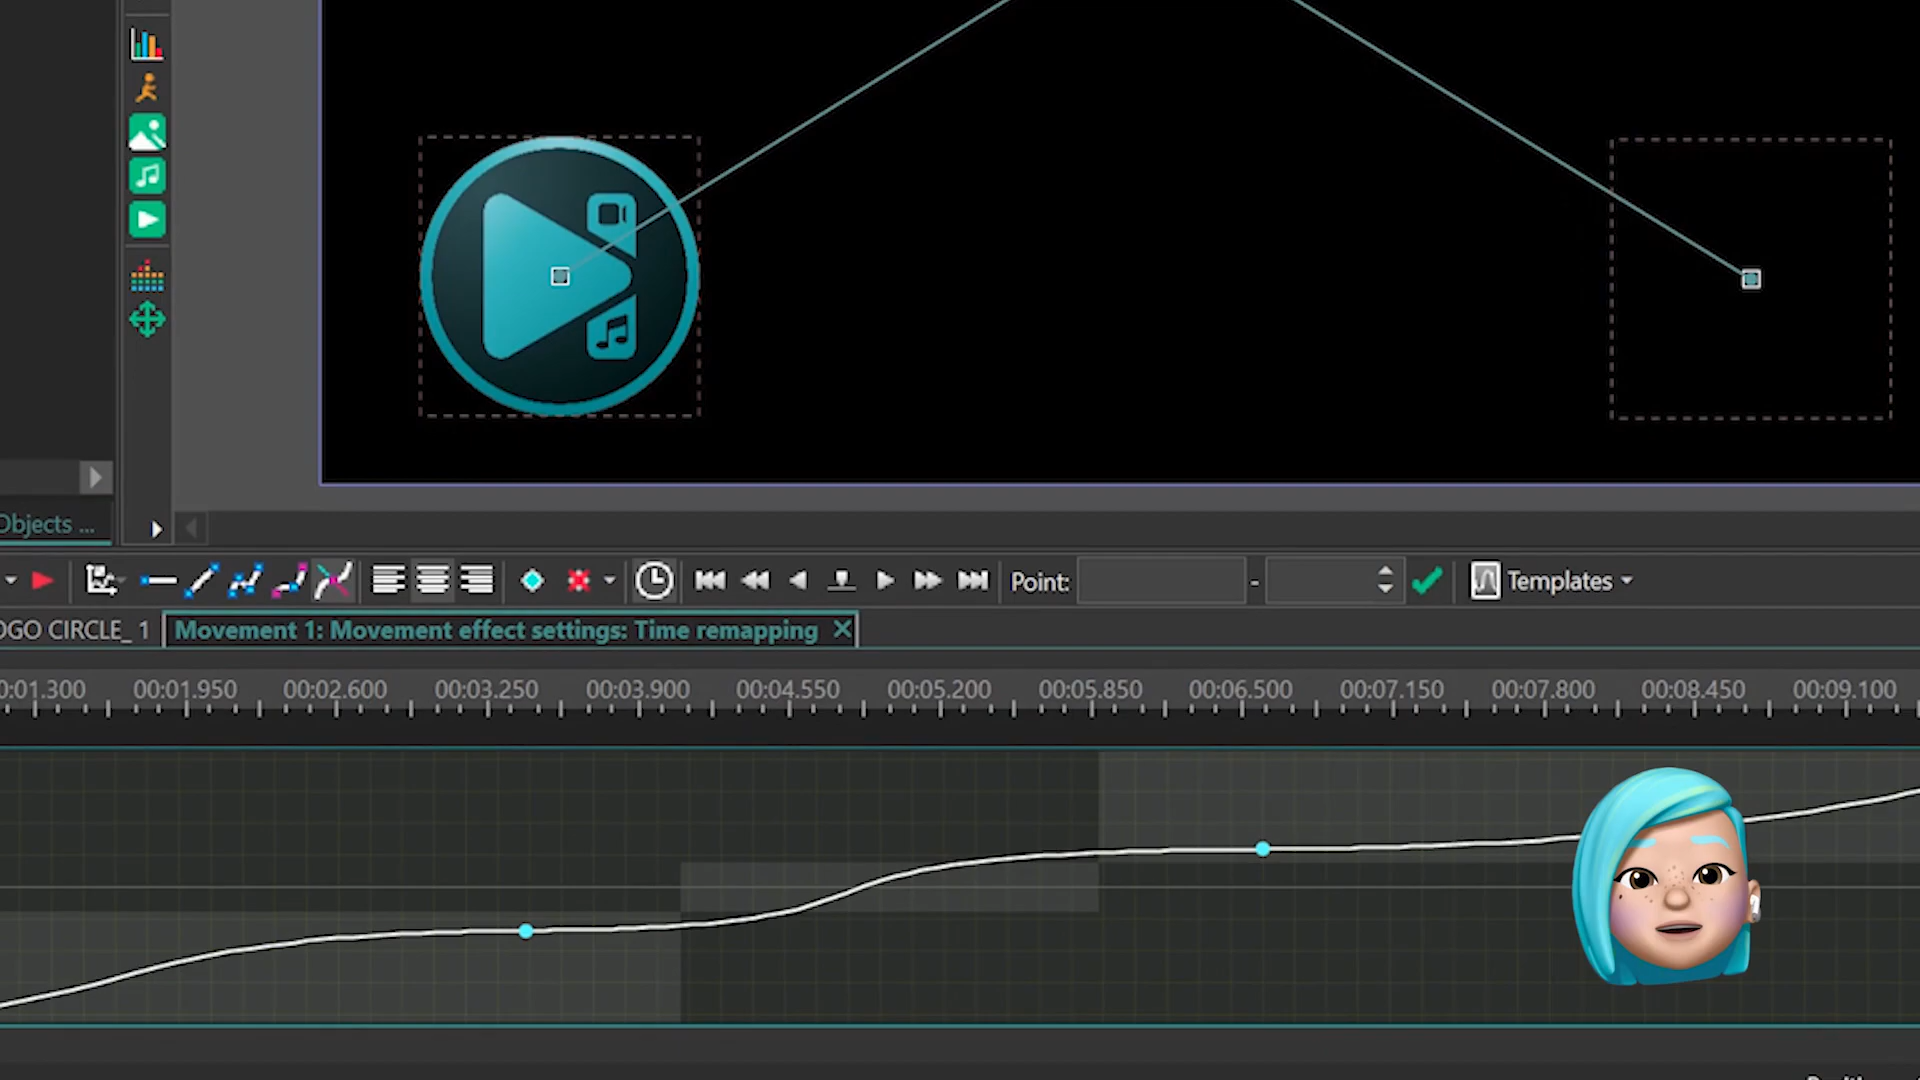 Objects ...
Point:
-
Templates
OGO CIRCLE_ 1
Movement 1: Movement effect settings: Time remapping
0:01.300 00:01.950 00:02.600 00:03.250 00:03.900 00:04.550 00:05.200 00:05.850 00:06.500 00:07.150 00:07.800 00:08.450 00:09.100